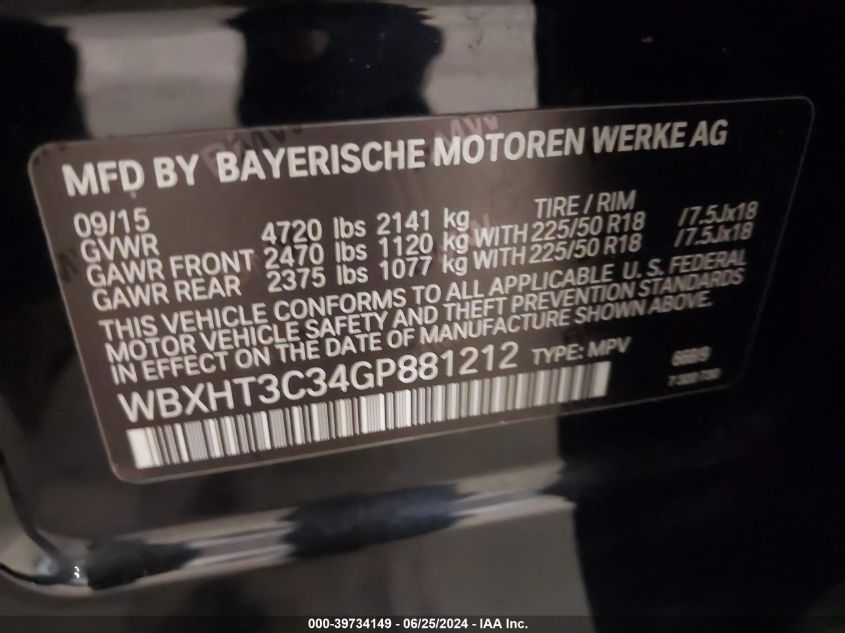 MFD BY BAYERISCHE MOTOREN WERKE AG
09/15 TIRE / RIM
GVWR 4720 lbs 2141 kg
GAWR FRONT 2470 lbs 1120 kg WITH 225/50 R18 /7.5Jx18
GAWR REAR 2375 lbs 1077 kg WITH 225/50 R18 /7.5Jx18
THIS VEHICLE CONFORMS TO ALL APPLICABLE U. S. FEDERAL
MOTOR VEHICLE SAFETY AND THEFT PREVENTION STANDARDS
IN EFFECT ON THE DATE OF MANUFACTURE SHOWN ABOVE.
WBXHT3C34GP881212 TYPE: MPV
000-39734149 - 06/25/2024 - IAA Inc.